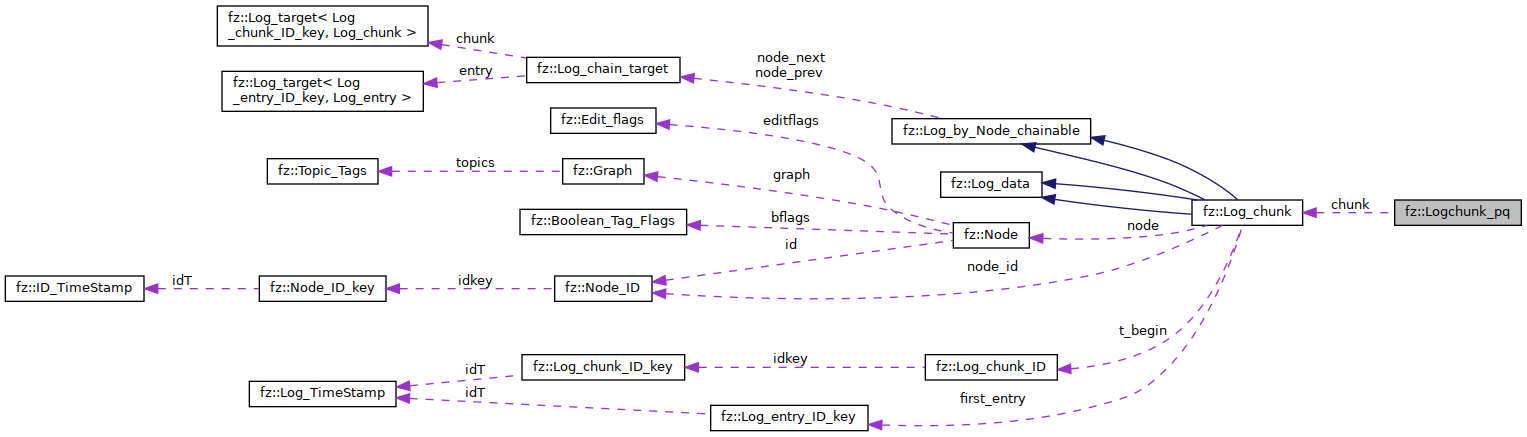 fz::Log_target< Log
_chunk_ID_key, Log_chunk >
chunk
fz::Log_chain_target
node_next
node_prev
entry
fz::Log_target< Log
_entry_ID_key, Log_entry >
fz::Edit_flags
editflags
fz::Log_by_Node_chainable
fz::Topic_Tags
topics
fz::Graph
graph
fz::Log_data
fz::Boolean_Tag_Flags
bflags
fz::Node
node
fz::Log_chunk
chunk
fz::Logchunk_pq
id
node_id
fz::ID_TimeStamp
idT
fz::Node_ID_key
idkey
fz::Node_ID
t_begin
fz::Log_chunk_ID_key
idkey
fz::Log_chunk_ID
idT
fz::Log_TimeStamp
idT
first_entry
fz::Log_entry_ID_key